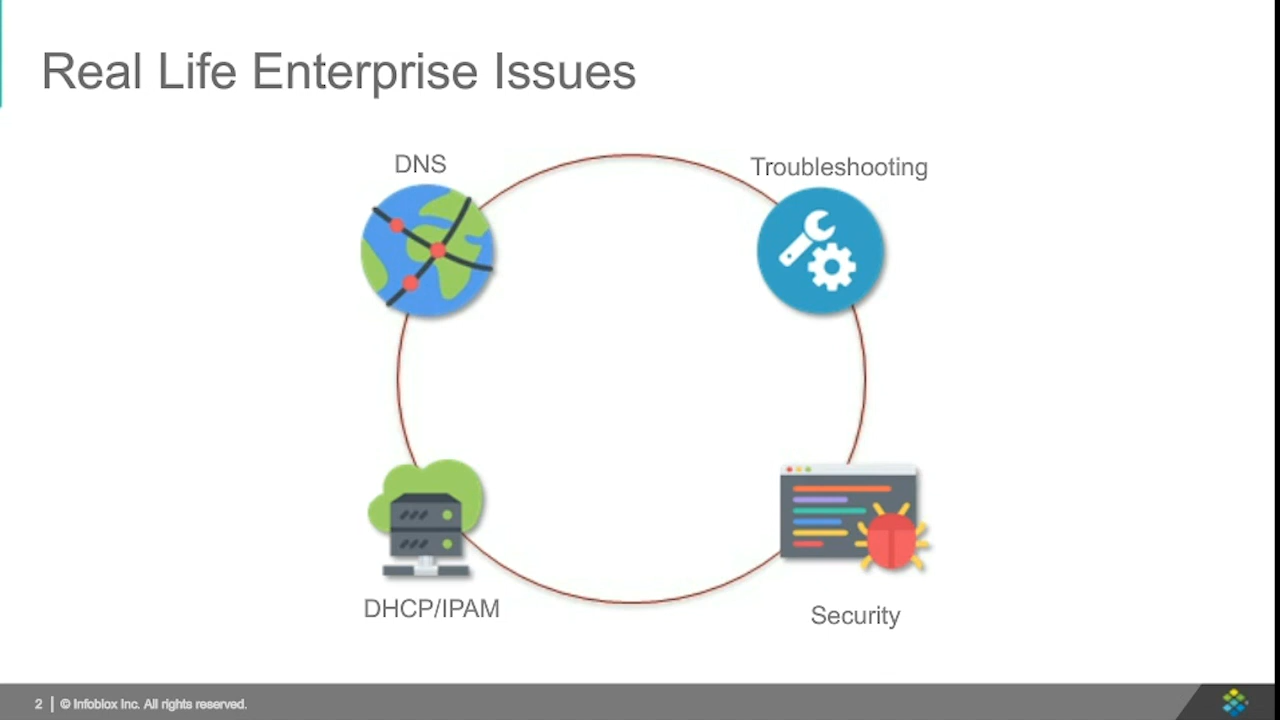 Real Life Enterprise Issues
DNS
Troubleshooting
DHCP/IPAM
Security
2 | © Infoblox Inc. All rights reserved.